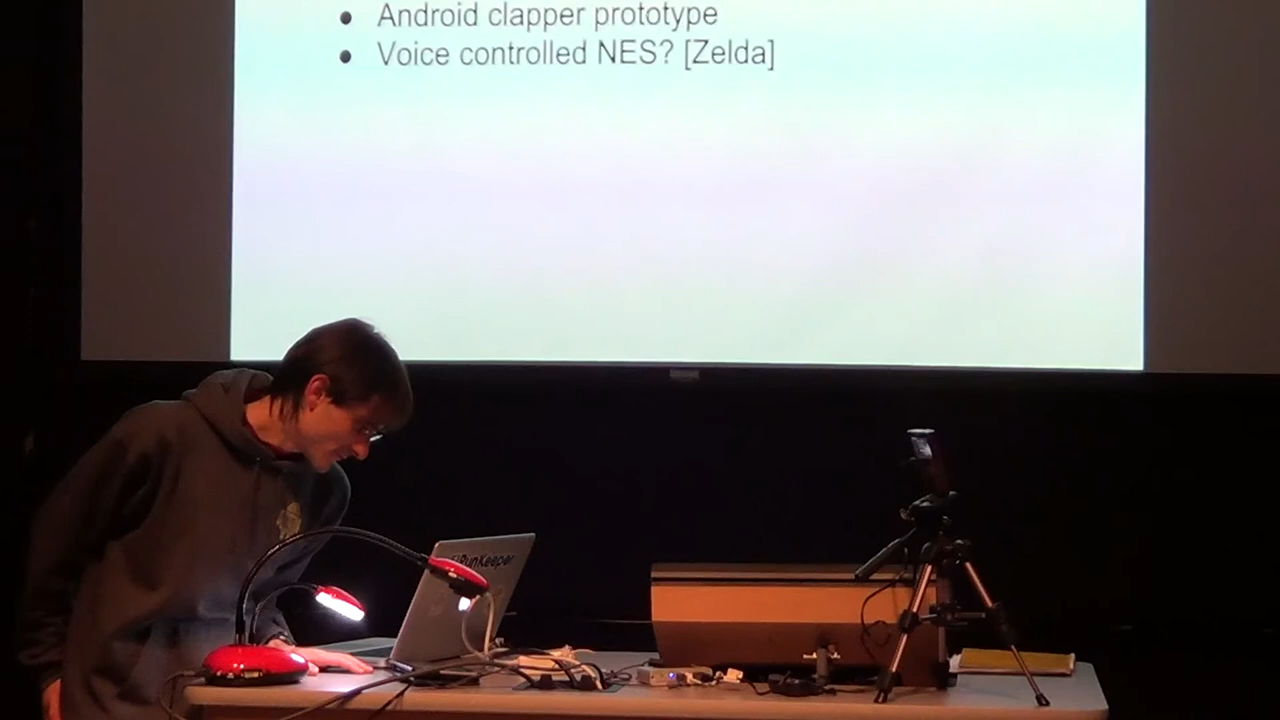 • Android clapper prototype
• Voice controlled NES? [Zelda]
RunKeeper